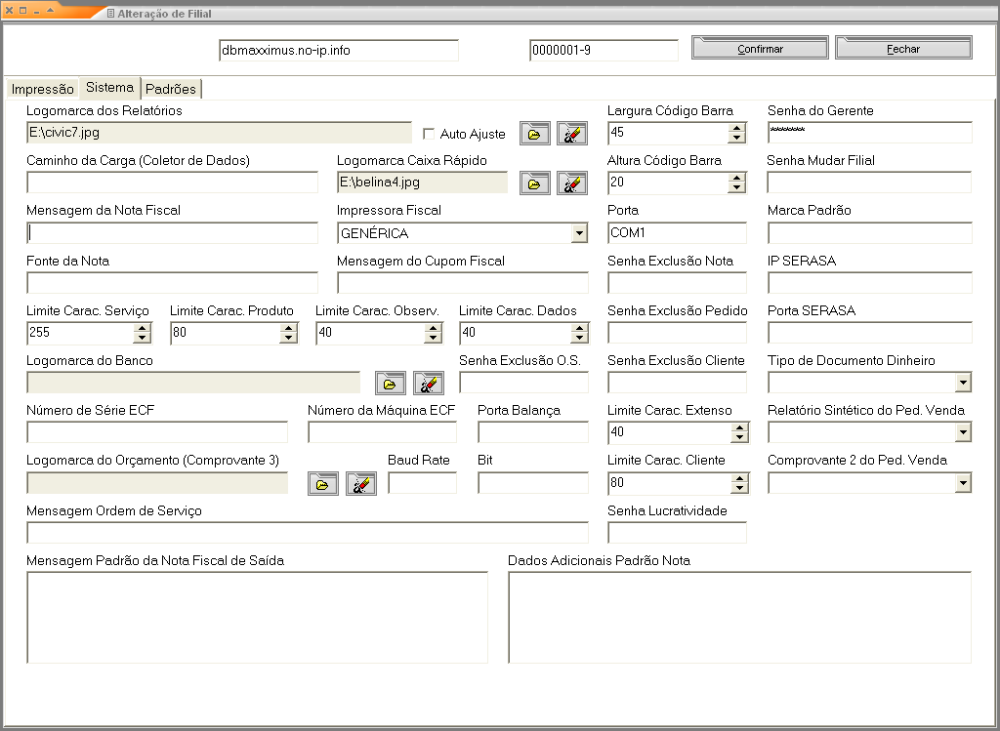 Alteração de Filial
dbmaxximus.no-ip.info 0000001-9 Confirmar Fechar
Impressão Sistema Padrões
Logomarca dos Relatórios Largura Código Barra Senha do Gerente
E:\civic7.jpg Auto Ajuste 45 ********
Caminho da Carga (Coletor de Dados) Logomarca Caixa Rápido Altura Código Barra Senha Mudar Filial
E:\belina4.jpg 20
Mensagem da Nota Fiscal Impressora Fiscal Porta Marca Padrão
GENÉRICA COM1
Fonte da Nota Mensagem do Cupom Fiscal Senha Exclusão Nota IP SERASA
Limite Carac. Serviço Limite Carac. Produto Limite Carac. Observ. Limite Carac. Dados Senha Exclusão Pedido Porta SERASA
255 80 40 40
Logomarca do Banco Senha Exclusão O.S. Senha Exclusão Cliente Tipo de Documento Dinheiro
Número de Série ECF Número da Máquina ECF Porta Balança Limite Carac. Extenso Relatório Sintético do Ped. Venda
40
Logomarca do Orçamento (Comprovante 3) Baud Rate Bit Limite Carac. Cliente Comprovante 2 do Ped. Venda
80
Mensagem Ordem de Serviço Senha Lucratividade
Mensagem Padrão da Nota Fiscal de Saída Dados Adicionais Padrão Nota